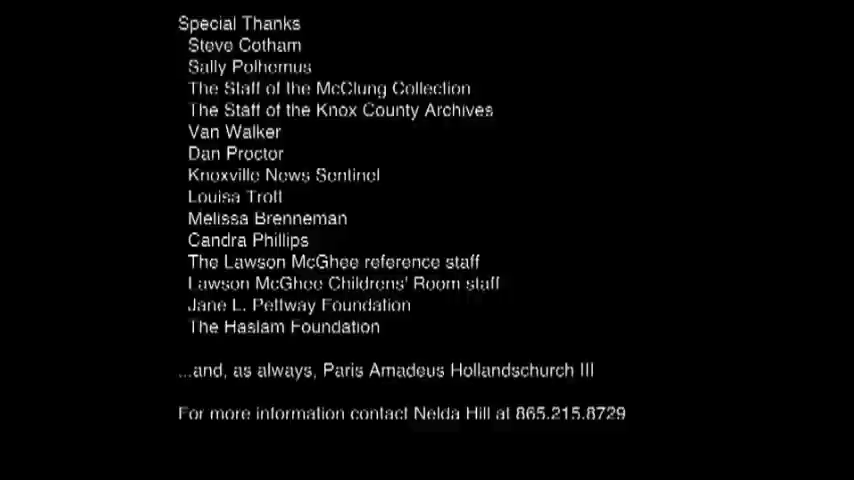 Special Thanks
Steve Cotham
Sally Polhemus
The Staff of the McClung Collection
The Staff of the Knox County Archives
Van Walker
Dan Proctor
Knoxville News Sentinel
Louisa Trott
Melissa Brenneman
Candra Phillips
The Lawson McGhee reference staff
Lawson McGhee Childrens' Room staff
Jane L. Pettway Foundation
The Haslam Foundation
...and, as always, Paris Amadeus Hollandschurch III
For more information contact Nelda Hill at 865.215.8729